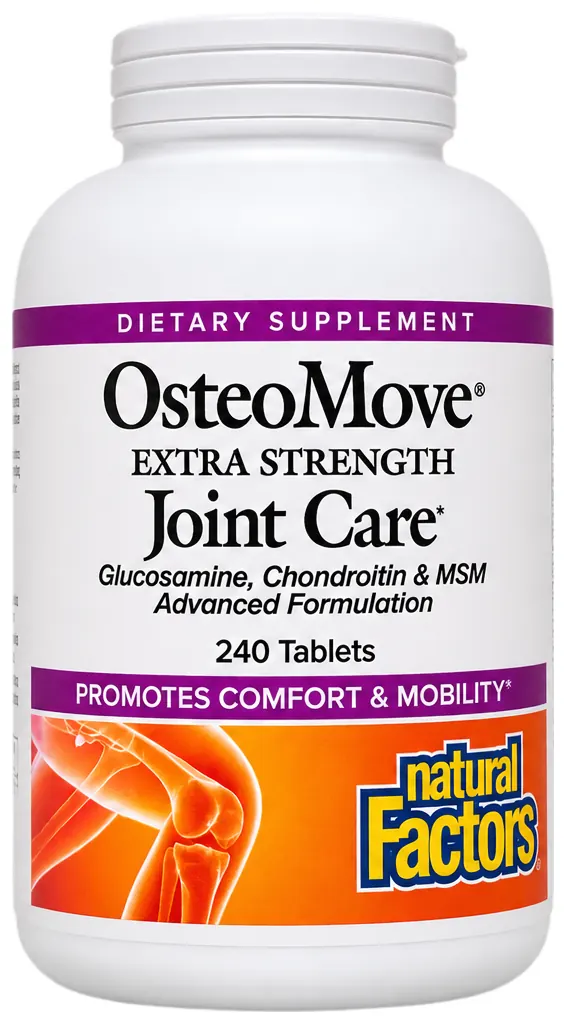 DIETARY SUPPLEMENT
OsteoMove®
EXTRA STRENGTH
Joint Care*
Glucosamine, Chondroitin & MSM
Advanced Formulation
240 Tablets
PROMOTES COMFORT & MOBILITY*
natural
Factors®